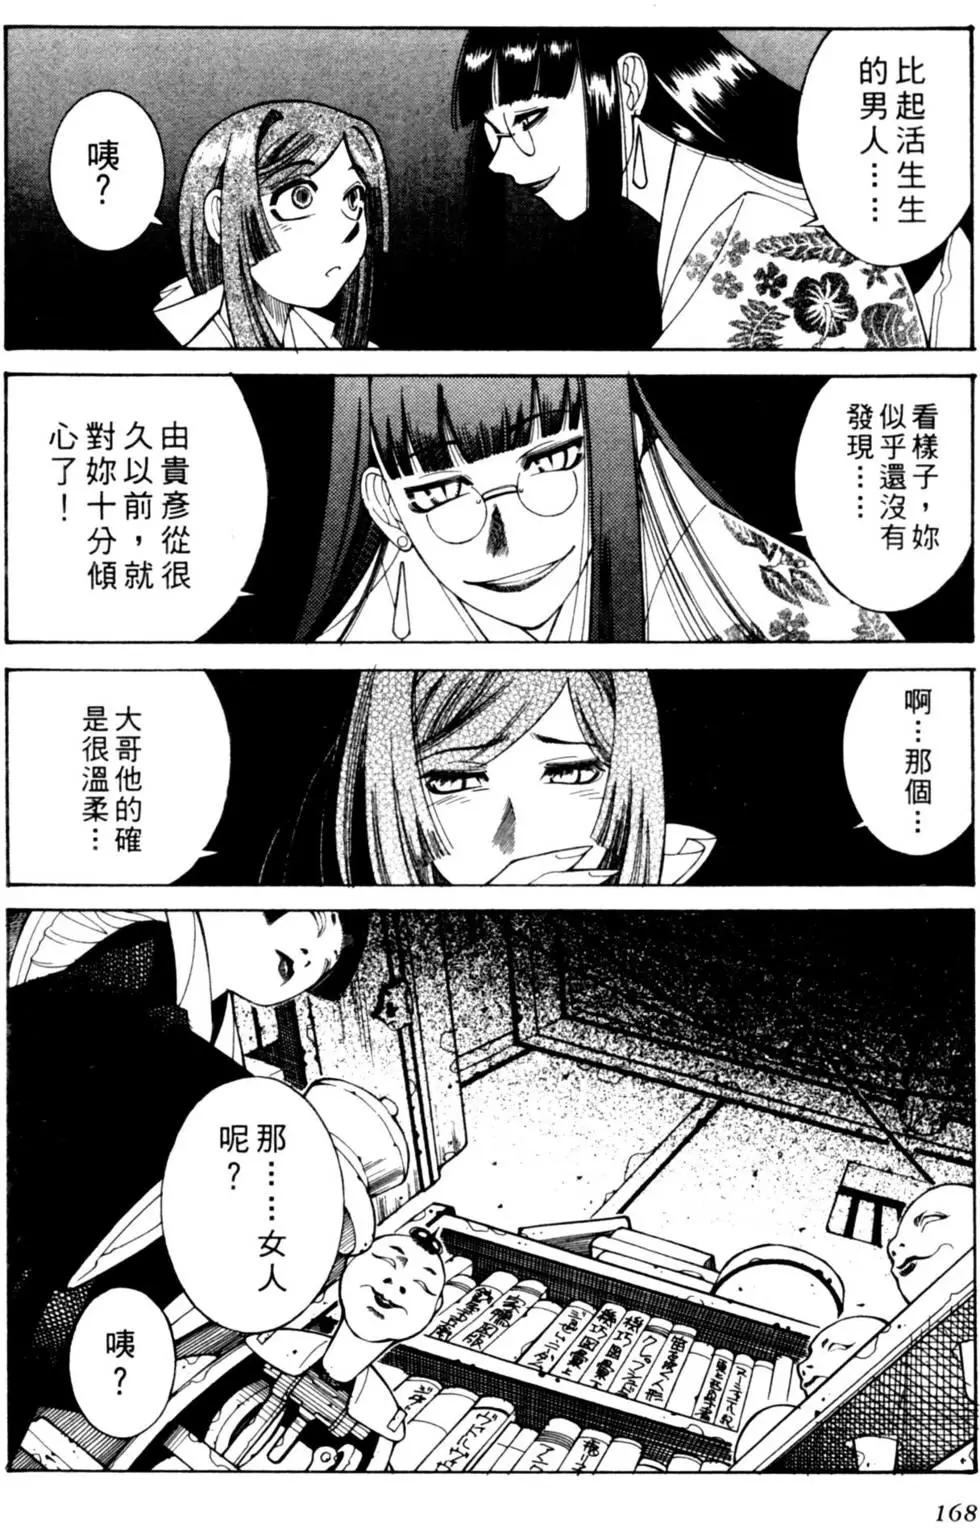 比起活生生
的男人……
咦？
看樣子，妳
似乎還沒有
發現……
由貴彥從很
久以前，就
對妳十分傾
心了！
啊…那個…
大哥他的確
是很溫柔…
那……女人
呢？
咦？
168